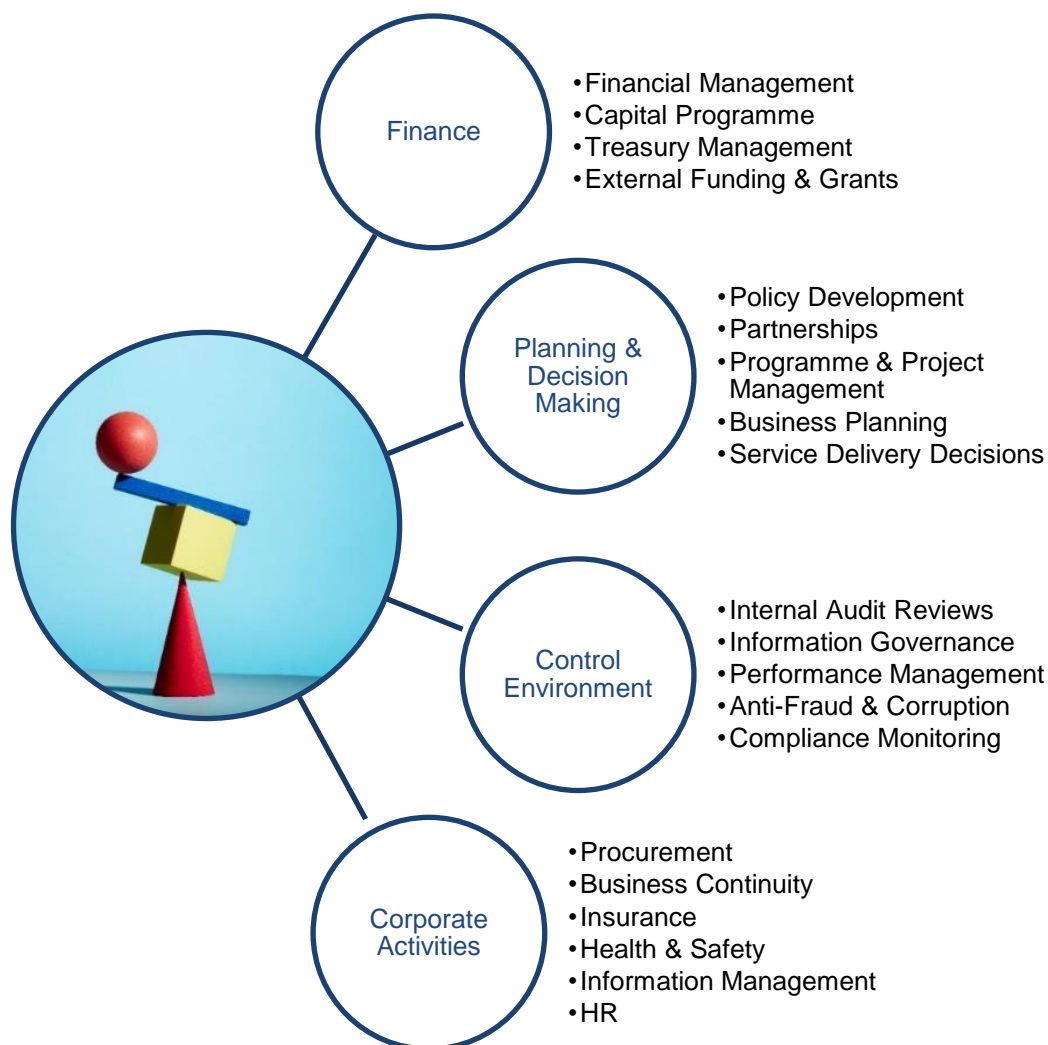 Finance
•Financial Management
•Capital Programme
•Treasury Management
•External Funding & Grants
Planning &
Decision
Making
•Policy Development
•Partnerships
•Programme & Project
Management
•Business Planning
•Service Delivery Decisions
Control
Environment
•Internal Audit Reviews
•Information Governance
•Performance Management
•Anti-Fraud & Corruption
•Compliance Monitoring
Corporate
Activities
•Procurement
•Business Continuity
•Insurance
•Health & Safety
•Information Management
•HR